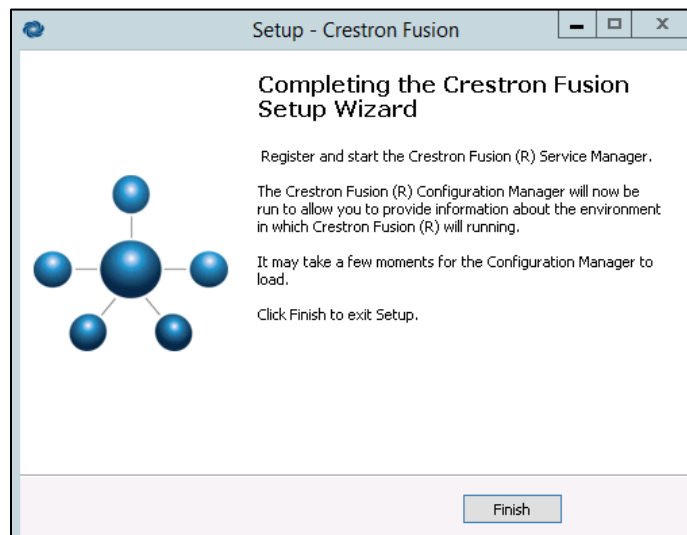 Setup - Crestron Fusion
Completing the Crestron Fusion
Setup Wizard
Register and start the Crestron Fusion (R) Service Manager.
The Crestron Fusion (R) Configuration Manager will now be
run to allow you to provide information about the environment
in which Crestron Fusion (R) will running.
It may take a few moments for the Configuration Manager to
load.
Click Finish to exit Setup.
Finish